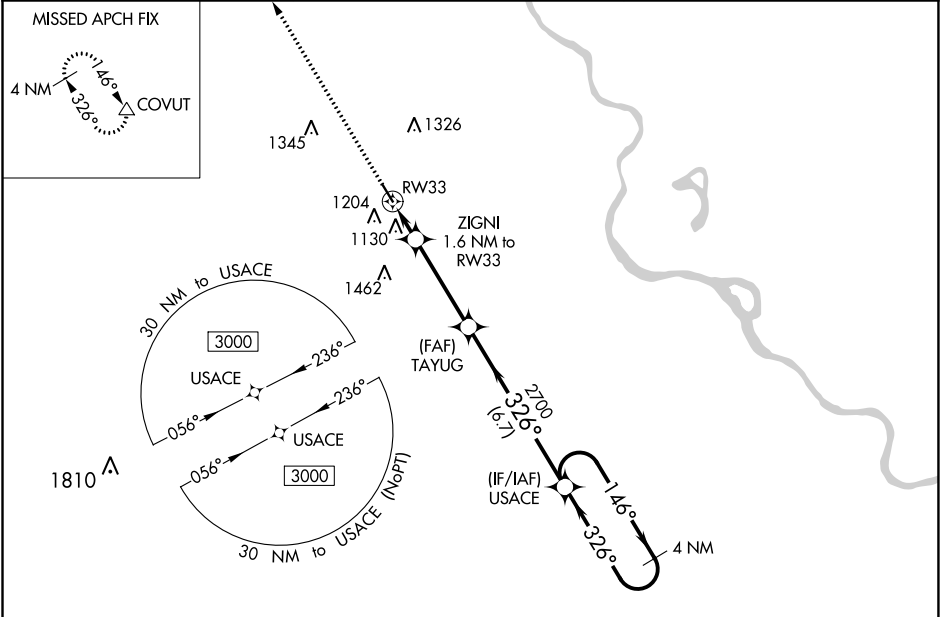 MISSED APCH FIX
4 NM
146°
326°
COVUT
1345
1326
RW33
1204
1130
ZIGNI
1.6 NM to
RW33
1462
(FAF)
TAYUG
30 NM to USACE
3000
236°
USACE
056°
236°
USACE
056°
3000
30 NM to USACE (NoPT)
1810
2700
326°
(6.7)
(IF/IAF)
USACE
146°
326°
4 NM